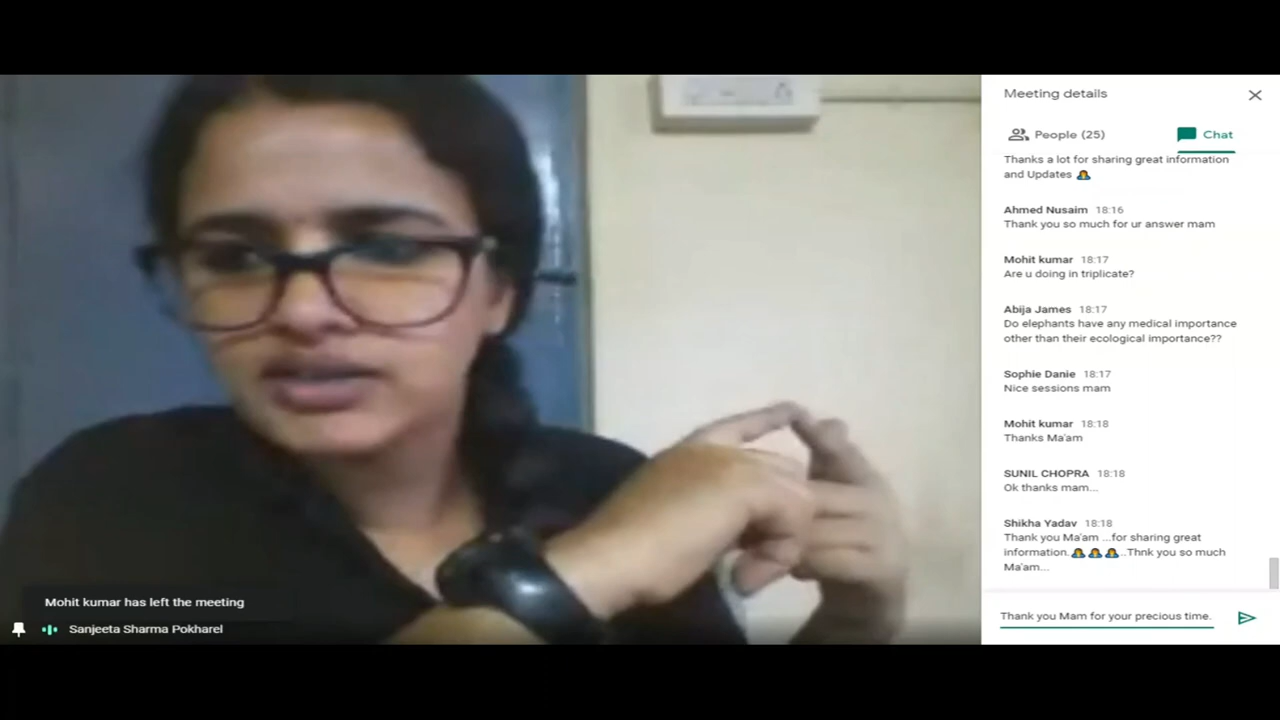 Meeting details
People (25)
Chat
Thanks a lot for sharing great information
and Updates
Ahmed Nusaim 18:16
Thank you so much for ur answer mam
Mohit kumar 18:17
Are u doing in triplicate?
Abija James 18:17
Do elephants have any medical importance
other than their ecological importance??
Sophie Danie 18:17
Nice sessions mam
Mohit kumar 18:18
Thanks Ma'am
SUNIL CHOPRA 18:18
Ok thanks mam...
Shikha Yadav 18:18
Thank you Ma'am ...for sharing great
information.🙇‍♀️🙇‍♀️🙇‍♀️..Thnk you so much
Ma'am...
Thank you Mam for your precious time.
Mohit kumar has left the meeting
Sanjeeta Sharma Pokharel